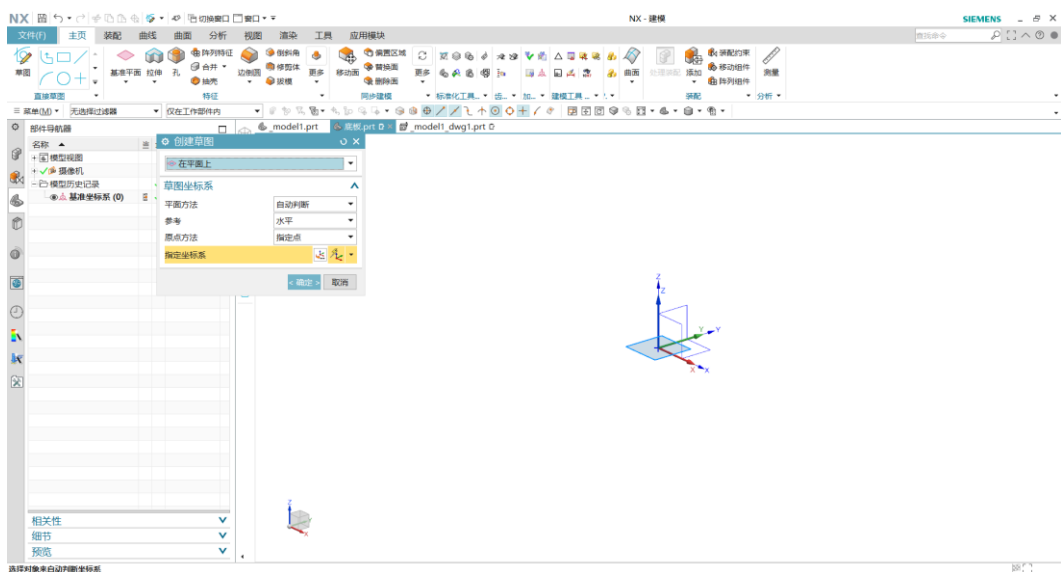 NX 切换窗口 窗口 NX - 建模 SIEMENS
文件(F) 主页 装配 曲线 曲面 分析 视图 渲染 工具 应用模块 查找命令
草图 基准平面 拉伸 孔 阵列特征 合并 抽壳 边倒圆 倒斜角 修剪体 拔模 更多 移动面 偏置区域 替换面 删除面 更多 曲面 处理装配 添加 装配约束 移动组件 阵列组件 测量
直接草图 特征 同步建模 标准化工具... 齿... 加... 建模工具... 装配 分析
菜单(M) 无选择过滤器 仅在工作部件内
部件导航器 _model1.prt 底板.prt _model1_dwg1.prt
名称
模型视图
摄像机
模型历史记录
基准坐标系 (0)
创建草图
在平面上
草图坐标系
平面方法 自动判断
参考 水平
原点方法 指定点
指定坐标系
< 确定 > 取消
Z
Z
Y Y
X X
Z
X
相关性
细节
预览
选择对象来自动判断坐标系